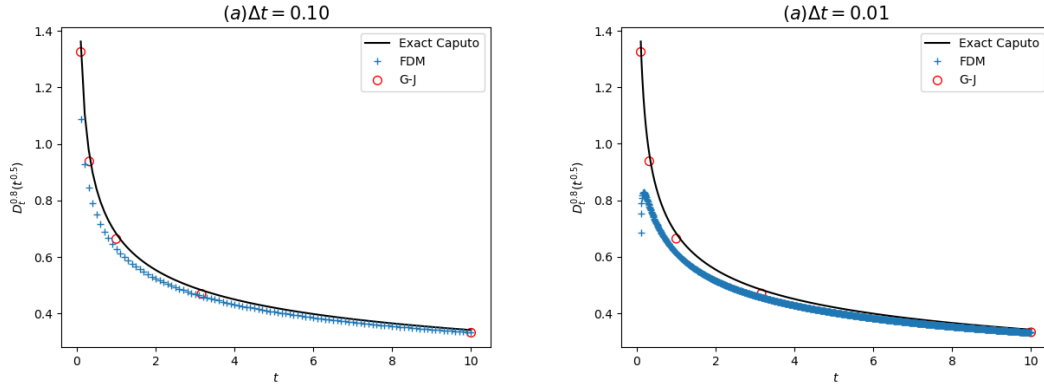 (a)Δt = 0.10
1.4
1.2
1.0
0.8
0.6
0.4
D_t^{0.8}(t^{0.5})
0 2 4 6 8 10
t
Exact Caputo
FDM
G-J
(a)Δt = 0.01
1.4
1.2
1.0
0.8
0.6
0.4
D_t^{0.8}(t^{0.5})
0 2 4 6 8 10
t
Exact Caputo
FDM
G-J